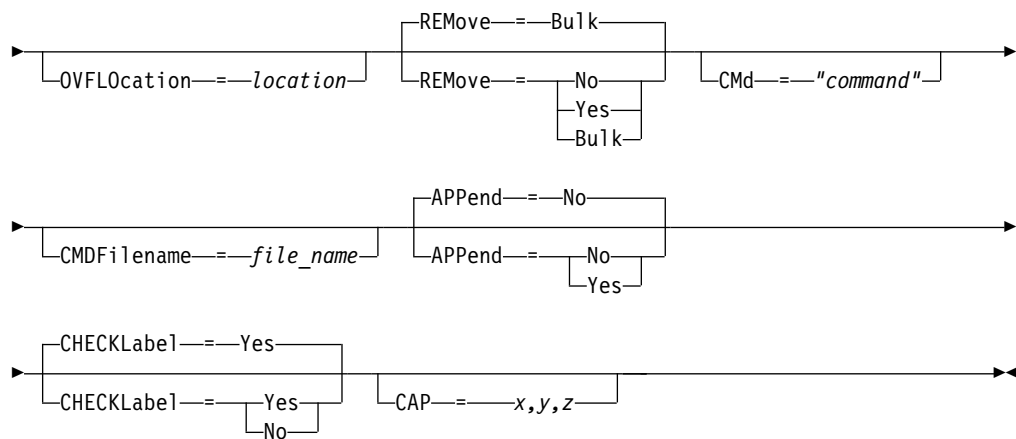 REMove = Bulk
OVFLOcation = location REMove = No CMd = "command"
Yes
Bulk
APPend = No
CMDFilename = file_name APPend = No
Yes
CHECKLabel = Yes
CHECKLabel = Yes CAP = x,y,z
No